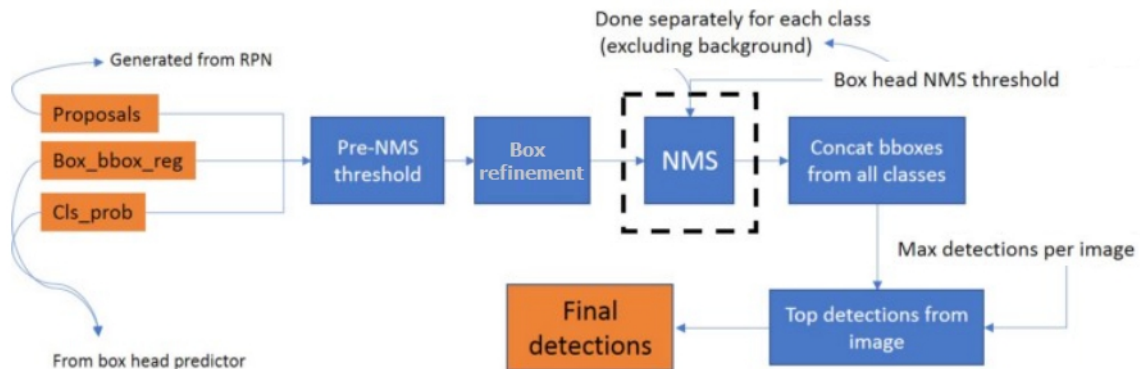 Done separately for each class
(excluding background)
Generated from RPN
Box head NMS threshold
Proposals
Box_bbox_reg
Cls_prob
Pre-NMS
threshold
Box
refinement
NMS
Concat bboxes
from all classes
Max detections per image
Final
detections
Top detections from
image
From box head predictor